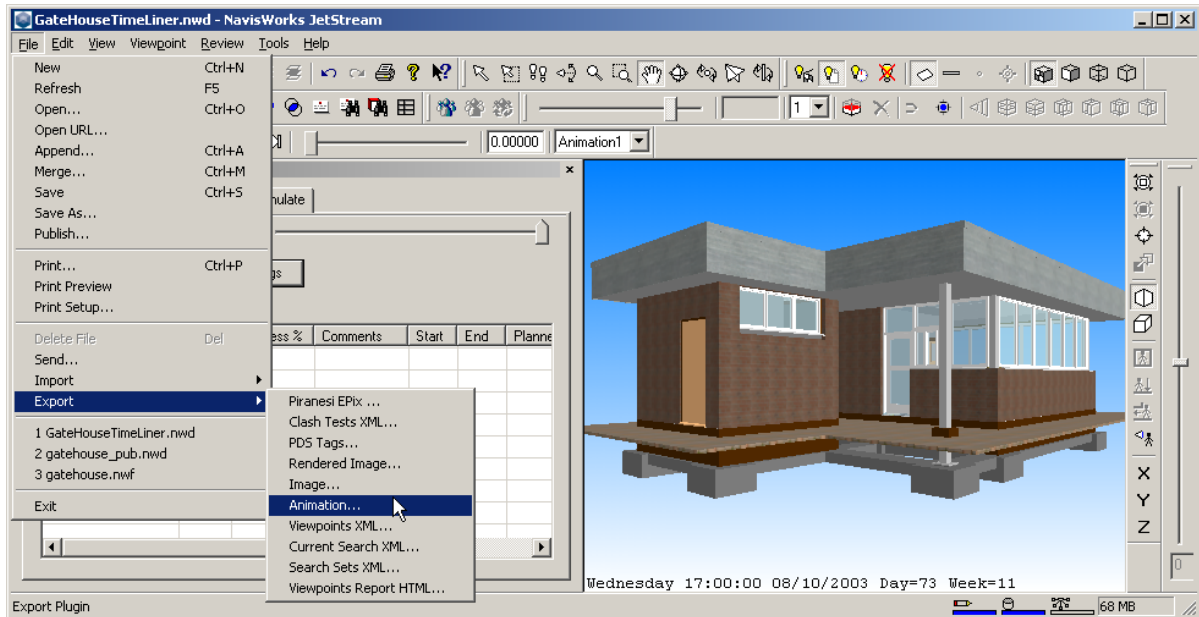 GateHouseTimeLiner.nwd - NavisWorks JetStream
File Edit View Viewpoint Review Tools Help
New Ctrl+N
Refresh F5
Open... Ctrl+O
Open URL...
Append... Ctrl+A
Merge... Ctrl+M
Save Ctrl+S
Save As...
Publish...
Print... Ctrl+P
Print Preview
Print Setup...
Delete File Del
Send...
Import
Export
1 GateHouseTimeLiner.nwd
2 gatehouse_pub.nwd
3 gatehouse.nwf
Exit
Piranesi EPix ...
Clash Tests XML...
PDS Tags...
Rendered Image...
Image...
Animation...
Viewpoints XML...
Current Search XML...
Search Sets XML...
Viewpoints Report HTML...
1
0.00000 Animation1
nulate
gs
ess % Comments Start End Planne
X
Y
Z
0
Wednesday 17:00:00 08/10/2003 Day=73 Week=11
Export Plugin
68 MB